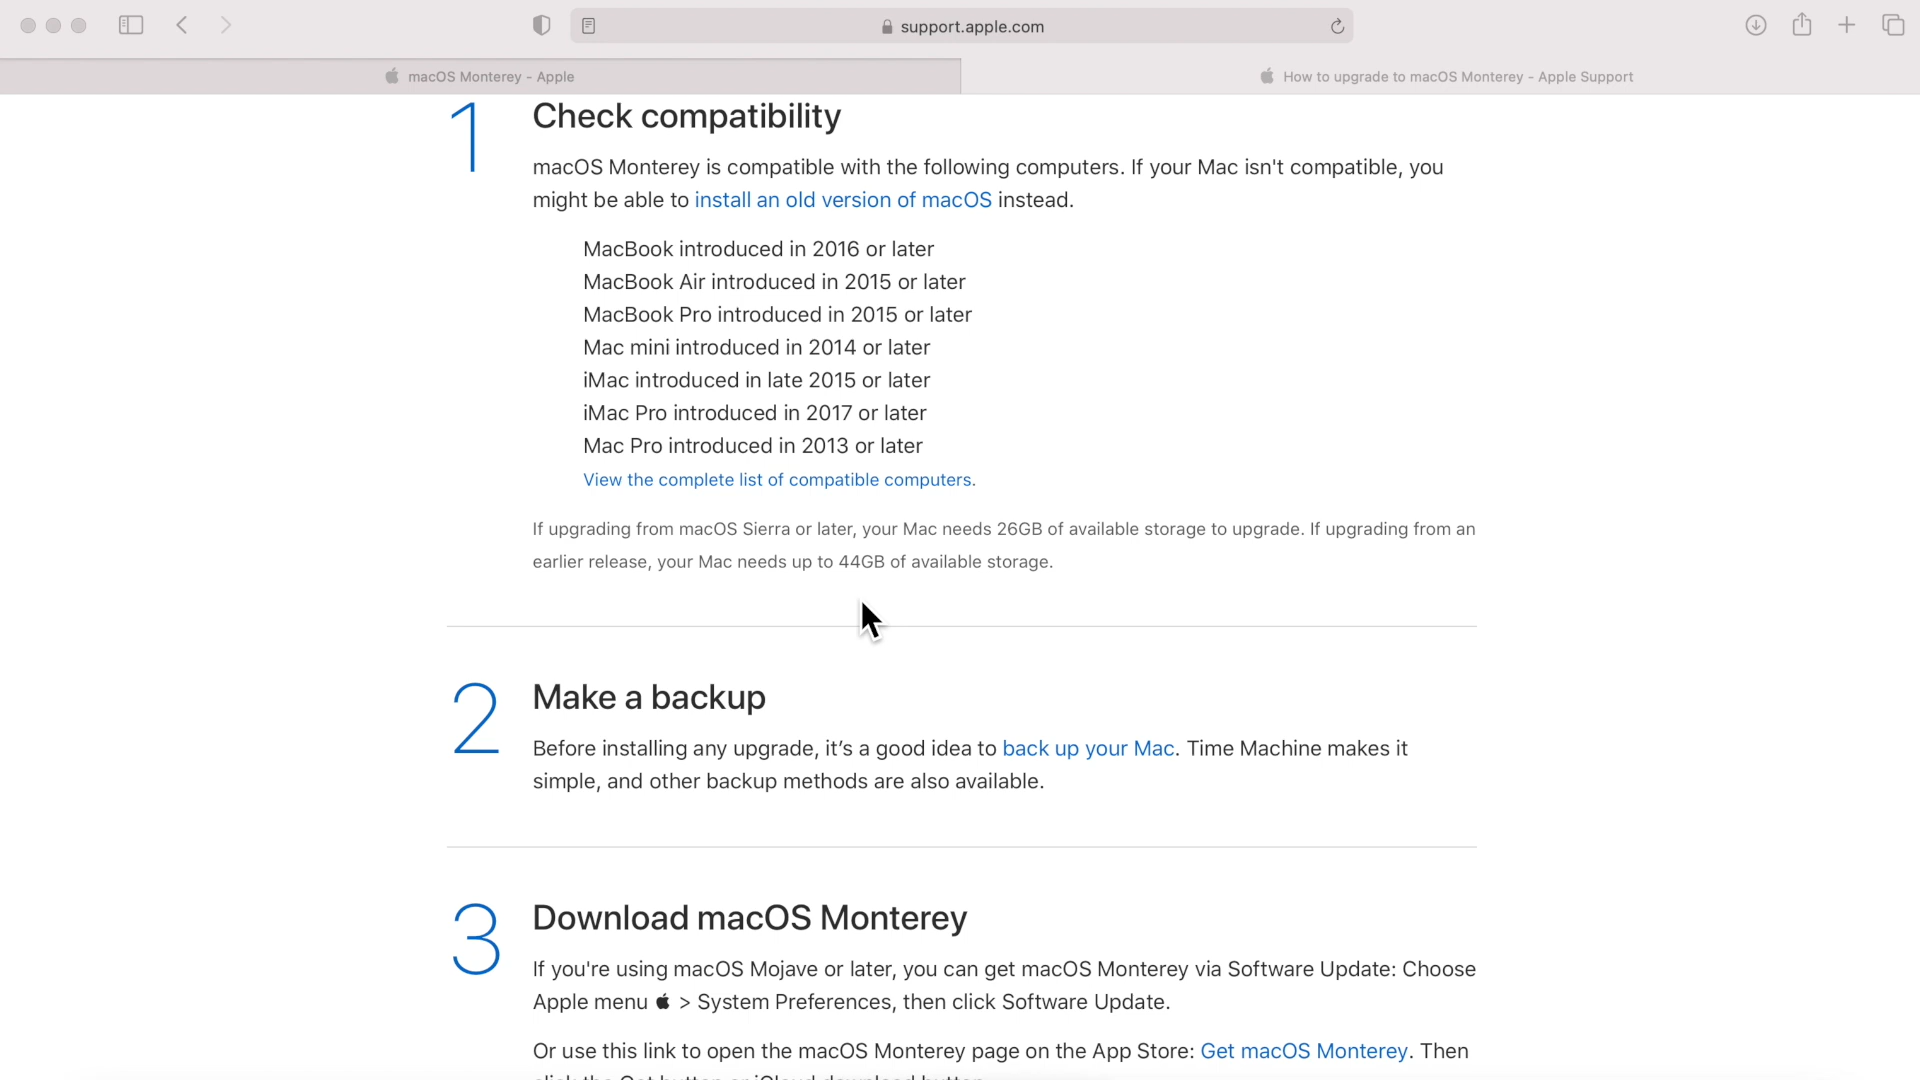 support.apple.com
macOS Monterey - Apple
How to upgrade to macOS Monterey - Apple Support
1
Check compatibility
macOS Monterey is compatible with the following computers. If your Mac isn't compatible, you
might be able to install an old version of macOS instead.
MacBook introduced in 2016 or later
MacBook Air introduced in 2015 or later
MacBook Pro introduced in 2015 or later
Mac mini introduced in 2014 or later
iMac introduced in late 2015 or later
iMac Pro introduced in 2017 or later
Mac Pro introduced in 2013 or later
View the complete list of compatible computers.
If upgrading from macOS Sierra or later, your Mac needs 26GB of available storage to upgrade. If upgrading from an
earlier release, your Mac needs up to 44GB of available storage.
2
Make a backup
Before installing any upgrade, it’s a good idea to back up your Mac. Time Machine makes it
simple, and other backup methods are also available.
3
Download macOS Monterey
If you're using macOS Mojave or later, you can get macOS Monterey via Software Update: Choose
Apple menu  > System Preferences, then click Software Update.
Or use this link to open the macOS Monterey page on the App Store: Get macOS Monterey. Then